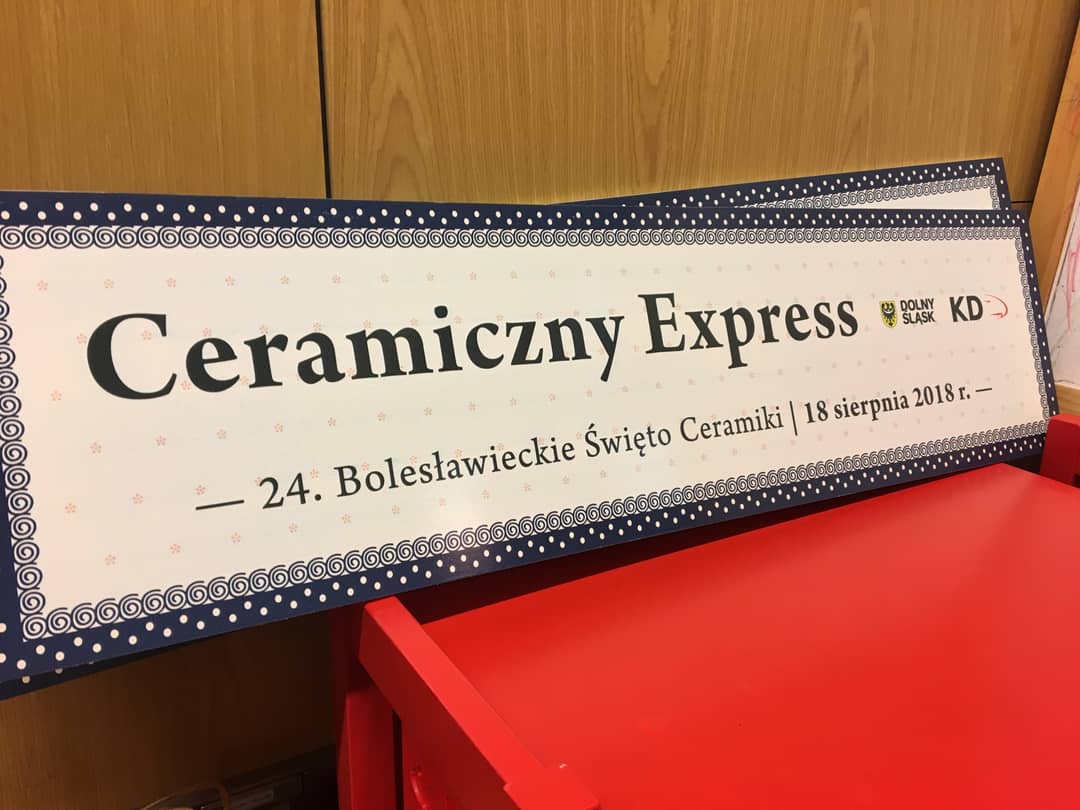 Ceramiczny Express
DOLNY
ŚLĄSK
KD
— 24. Bolesławieckie Święto Ceramiki | 18 sierpnia 2018 r. —